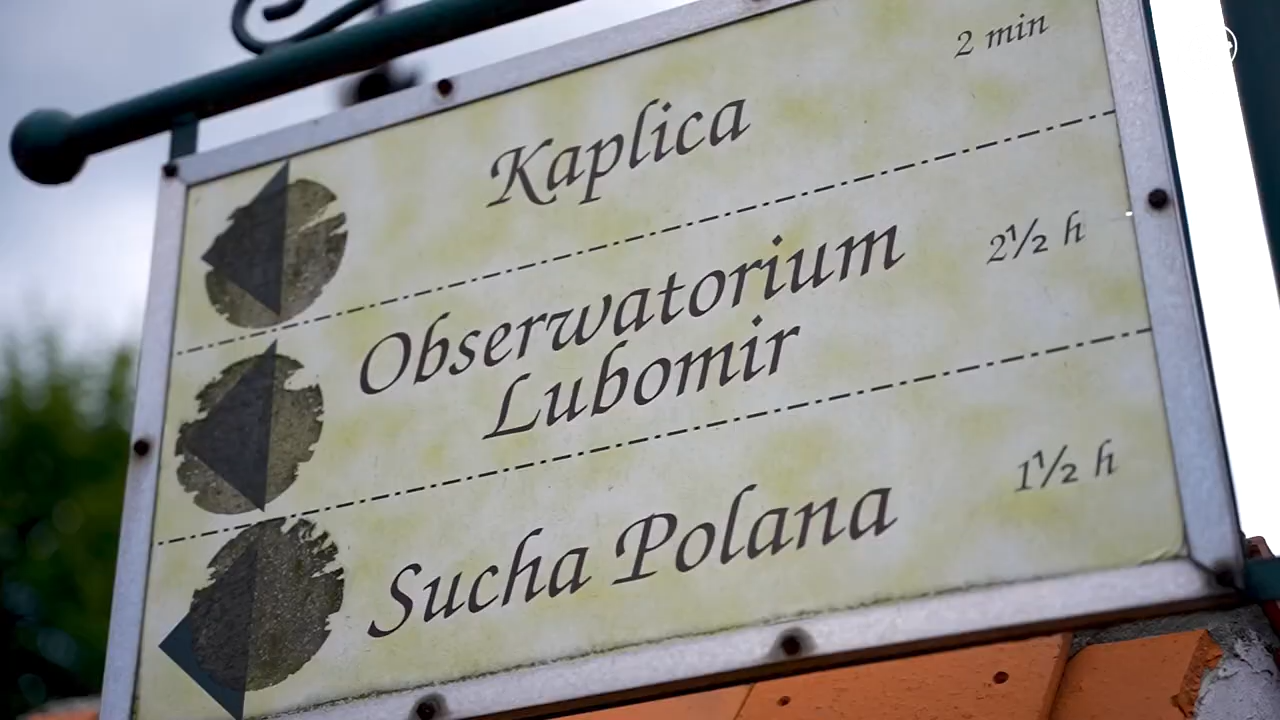 2 min
Kaplica
Obserwatorium 2½ h
Lubomir
Sucha Polana 1½ h